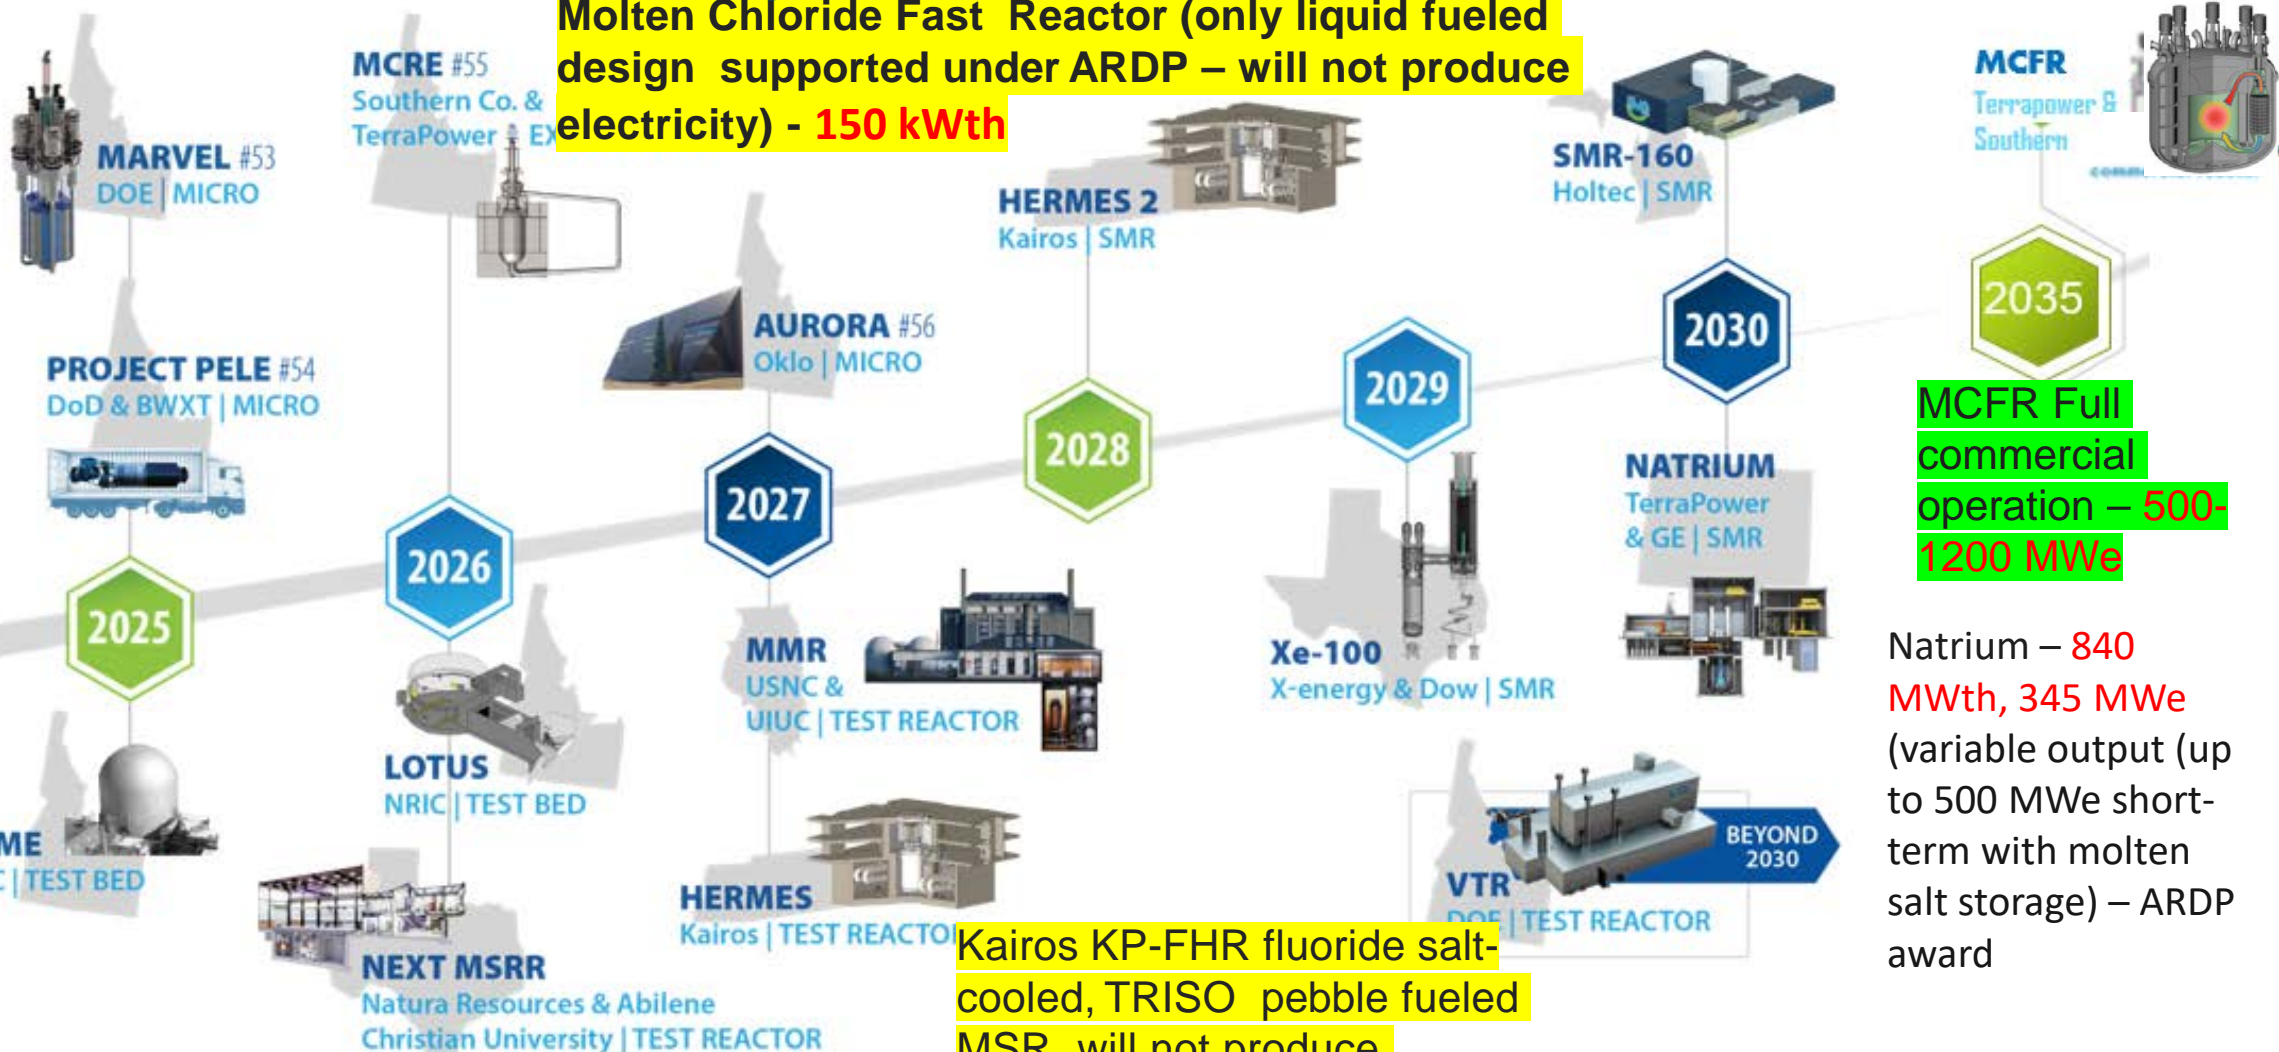 Molten Chloride Fast Reactor (only liquid fueled
design supported under ARDP – will not produce
electricity) - 150 kWth
MARVEL #53
DOE | MICRO
MCRE #55
Southern Co. &
TerraPower
PROJECT PELE #54
DoD & BWXT | MICRO
2025
TEST BED
2026
LOTUS
NRIC | TEST BED
NEXT MSRR
Natura Resources & Abilene
Christian University | TEST REACTOR
AURORA #56
Oklo | MICRO
2027
MMR
USNC &
UIUC | TEST REACTOR
HERMES
Kairos | TEST REACTO
HERMES 2
Kairos | SMR
2028
Kairos KP-FHR fluoride salt-
cooled, TRISO pebble fueled
MSR will not produce
2029
Xe-100
X-energy & Dow | SMR
SMR-160
Holtec | SMR
2030
NATRIUM
TerraPower
& GE | SMR
VTR
DOE | TEST REACTOR
BEYOND
2030
MCFR
Terrapower &
Southern
2035
MCFR Full
commercial
operation – 500-
1200 MWe
Natrium – 840
MWth, 345 MWe
(variable output (up
to 500 MWe short-
term with molten
salt storage) – ARDP
award